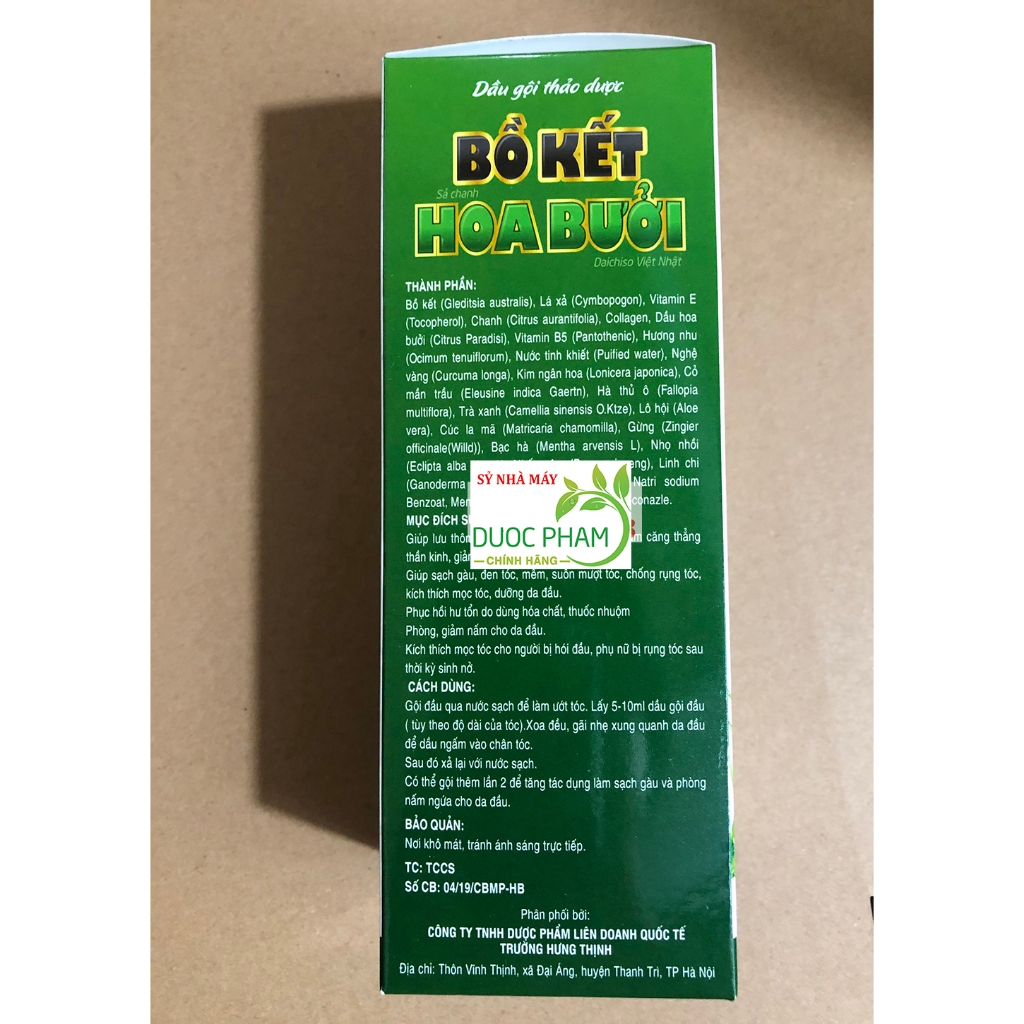 Dầu gội thảo dược
BỒ KẾT
Sả chanh
HOA BƯỞI
Daichiso Việt Nhật
THÀNH PHẦN:
Bồ kết (Gleditsia australis), Lá xả (Cymbopogon), Vitamin E
(Tocopherol), Chanh (Citrus aurantifolia), Collagen, Dầu hoa
bưởi (Citrus Paradisi), Vitamin B5 (Pantothenic), Hương nhu
(Ocimum tenuiflorum), Nước tinh khiết (Puified water), Nghệ
vàng (Curcuma longa), Kim ngân hoa (Lonicera japonica), Cỏ
mần trầu (Eleusine indica Gaertn), Hà thủ ô (Fallopia
multiflora), Trà xanh (Camellia sinensis O.Ktze), Lô hội (Aloe
vera), Cúc la mã (Matricaria chamomilla), Gừng (Zingier
officinale(Willd)), Bạc hà (Mentha arvensis L), Nhọ nhồi
(Eclipta alba Linh chi
(Ganoderma Natri sodium
Benzoat,
SỈ NHÀ MÁY
DUOC PHAM
CHÍNH HÃNG
MỤC ĐÍCH
Giúp lưu căng thẳng
thần kinh,
Giúp sạch gàu, đen tóc, mềm, suôn mượt tóc, chống rụng tóc,
kích thích mọc tóc, dưỡng da đầu.
Phục hồi hư tổn do dùng hóa chất, thuốc nhuộm
Phòng, giảm nấm cho da đầu.
Kích thích mọc tóc cho người bị hói đầu, phụ nữ bị rụng tóc sau
thời kỳ sinh nở.
CÁCH DÙNG:
Gội đầu qua nước sạch để làm ướt tóc. Lấy 5-10ml dầu gội đầu
( tùy theo độ dài của tóc).Xoa đều, gãi nhẹ xung quanh da đầu
để dầu ngấm vào chân tóc.
Sau đó xả lại với nước sạch.
Có thể gội thêm lần 2 để tăng tác dụng làm sạch gàu và phòng
nấm ngứa cho da đầu.
BẢO QUẢN:
Nơi khô mát, tránh ánh sáng trực tiếp.
TC: TCCS
Số CB: 04/19/CBMP-HB
Phân phối bởi:
CÔNG TY TNHH DƯỢC PHẨM LIÊN DOANH QUỐC TẾ
TRƯỜNG HƯNG THỊNH
Địa chỉ: Thôn Vĩnh Thịnh, xã Đại Áng, huyện Thanh Trì, TP Hà Nội